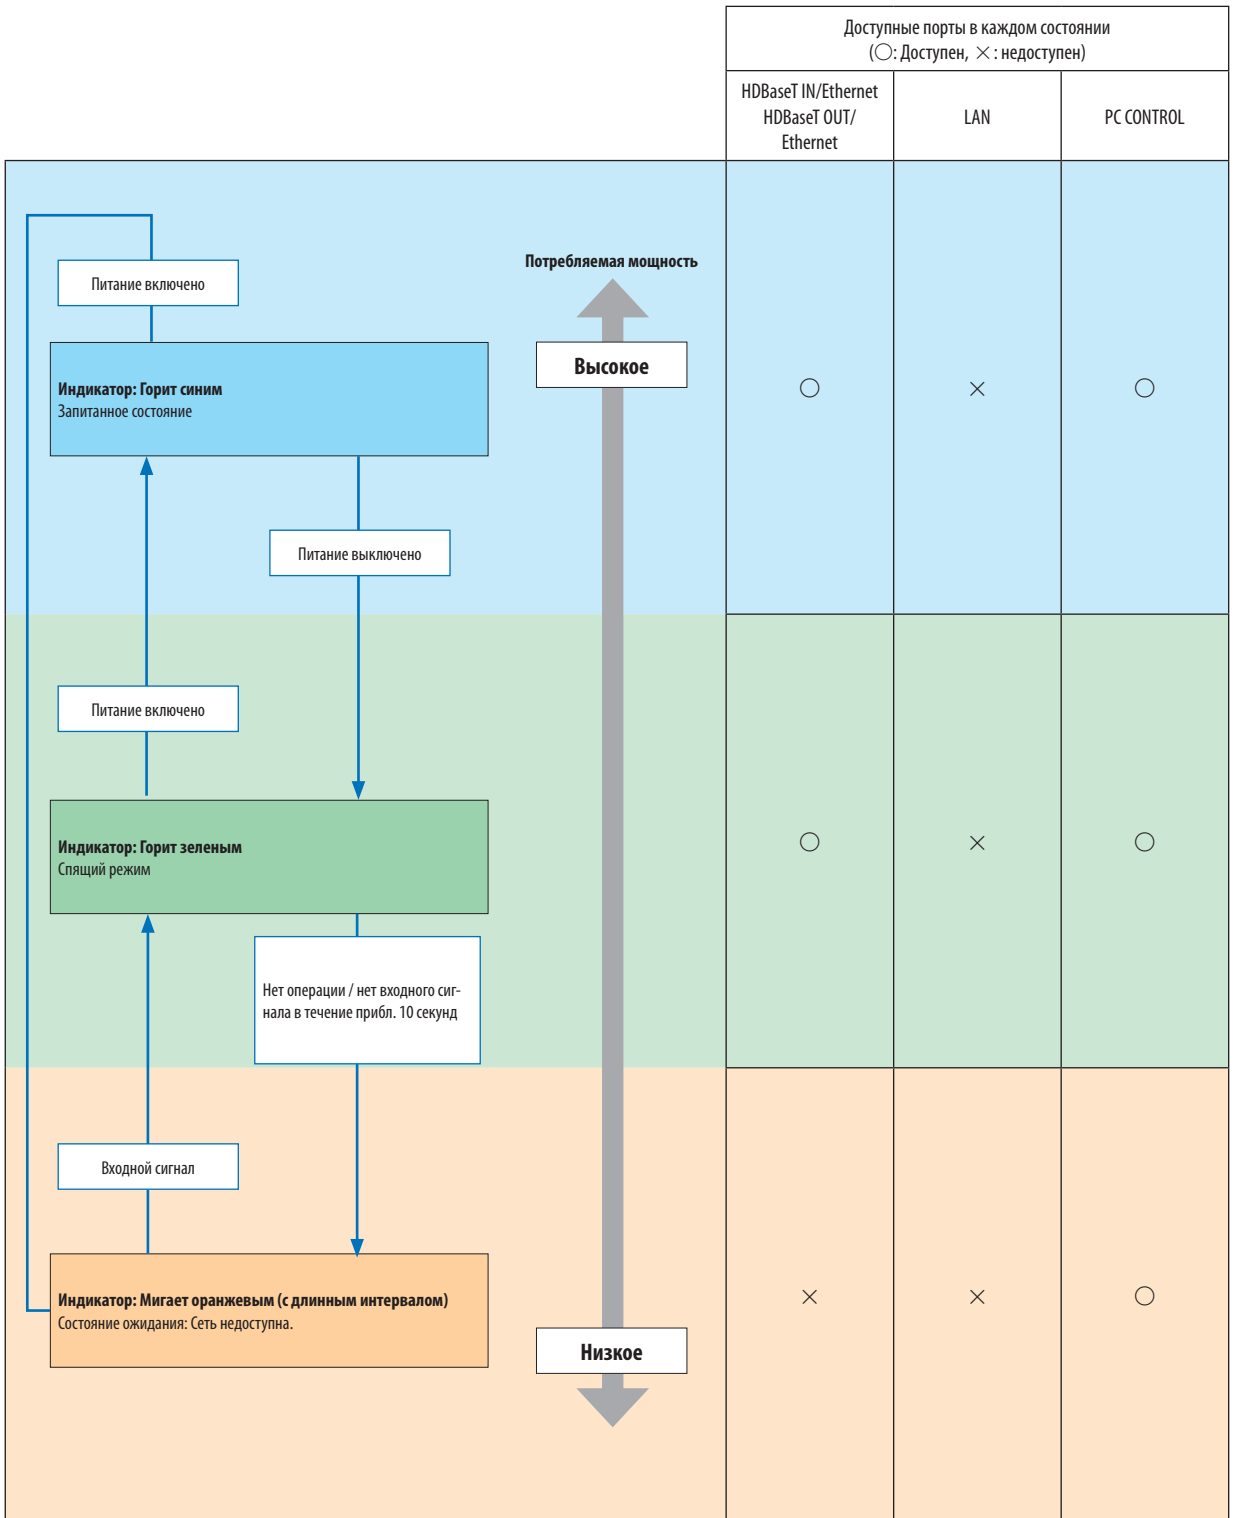 Доступные порты в каждом состоянии
(○: Доступен, ×: недоступен)
HDBaseT IN/Ethernet
HDBaseT OUT/
Ethernet
LAN
PC CONTROL
Питание включено
Потребляемая мощность
Высокое
Индикатор: Горит синим
Запитанное состояние
○ × ○
Питание выключено
Питание включено
Индикатор: Горит зеленым
Спящий режим
○ × ○
Нет операции / нет входного сиг-
нала в течение прибл. 10 секунд
Входной сигнал
Индикатор: Мигает оранжевым (с длинным интервалом)
Состояние ожидания: Сеть недоступна.
× × ○
Низкое